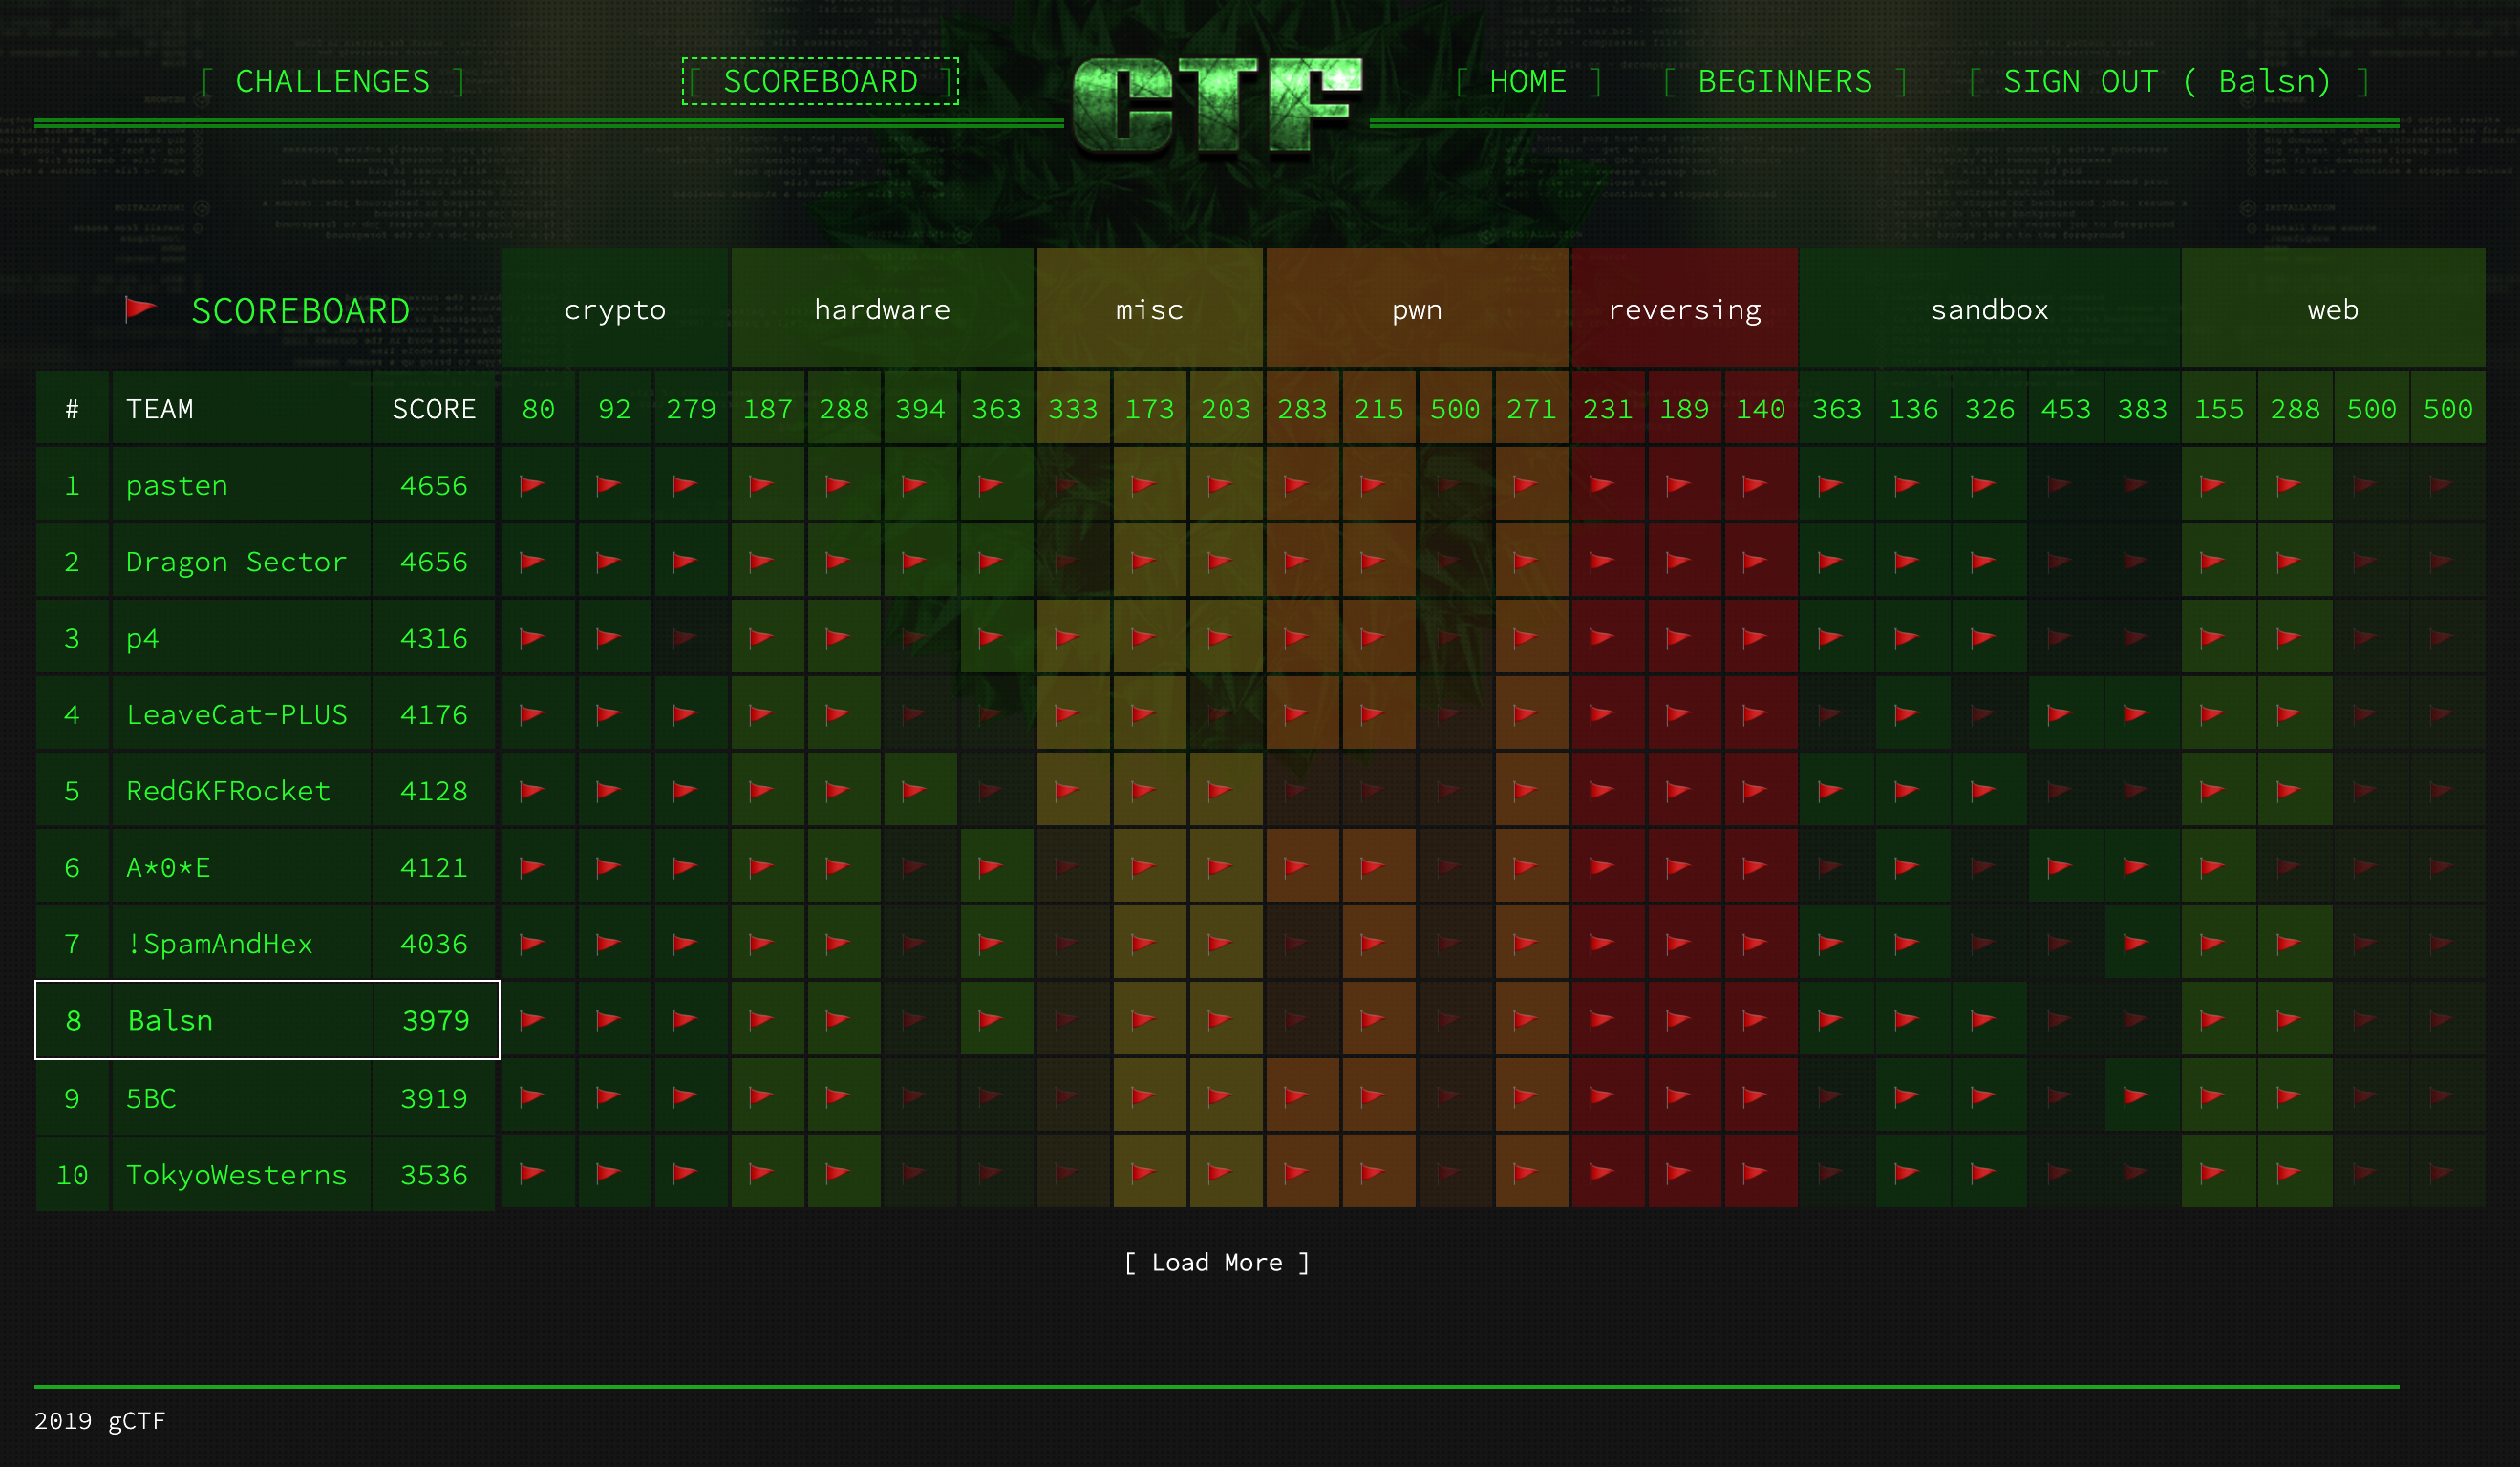 [ CHALLENGES ] [ SCOREBOARD ] CTF [ HOME ] [ BEGINNERS ] [ SIGN OUT ( Balsn) ]
SCOREBOARD crypto hardware misc pwn reversing sandbox web
# TEAM SCORE 80 92 279 187 288 394 363 333 173 203 283 215 500 271 231 189 140 363 136 326 453 383 155 288 500 500
1 pasten 4656
2 Dragon Sector 4656
3 p4 4316
4 LeaveCat-PLUS 4176
5 RedGKFRocket 4128
6 A*0*E 4121
7 !SpamAndHex 4036
8 Balsn 3979
9 5BC 3919
10 TokyoWesterns 3536
[ Load More ]
2019 gCTF